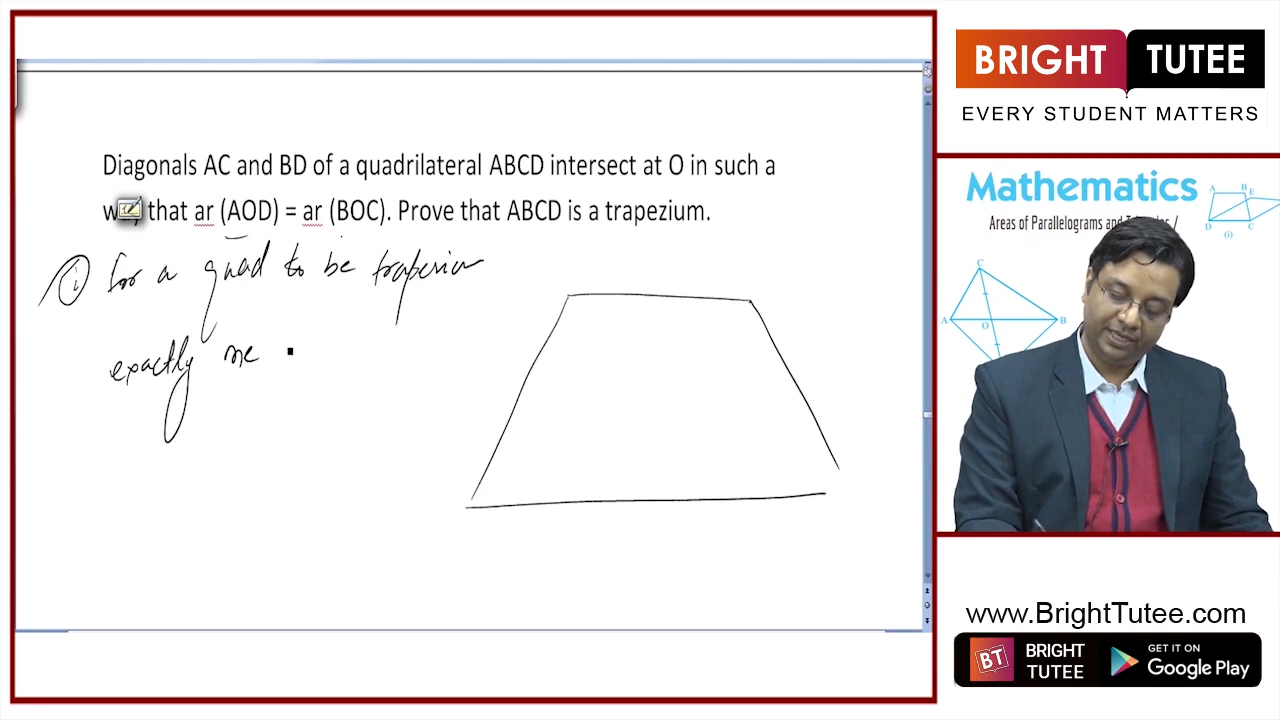 Diagonals AC and BD of a quadrilateral ABCD intersect at O in such a
that ar (AOD) = ar (BOC). Prove that ABCD is a trapezium.
(i) For a quad to be trapezium
exactly one
BRIGHT TUTEE
EVERY STUDENT MATTERS
Mathematics
Areas of Parallelograms and
A B E
D C
(i)
C
A O B
www.BrightTutee.com
BT BRIGHT TUTEE
GET IT ON
Google Play